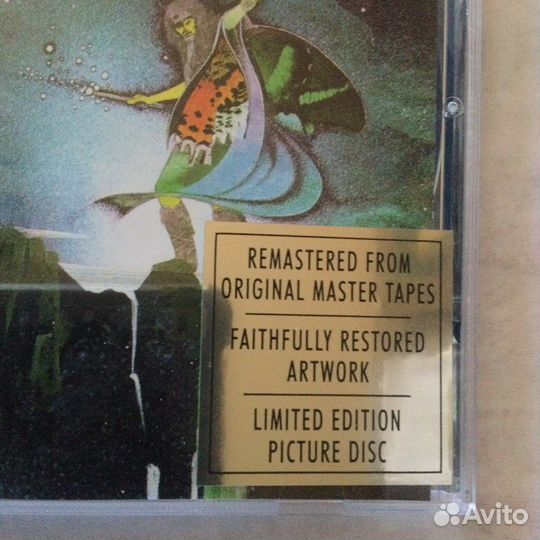 REMASTERED FROM
ORIGINAL MASTER TAPES
FAITHFULLY RESTORED
ARTWORK
LIMITED EDITION
PICTURE DISC
Avito